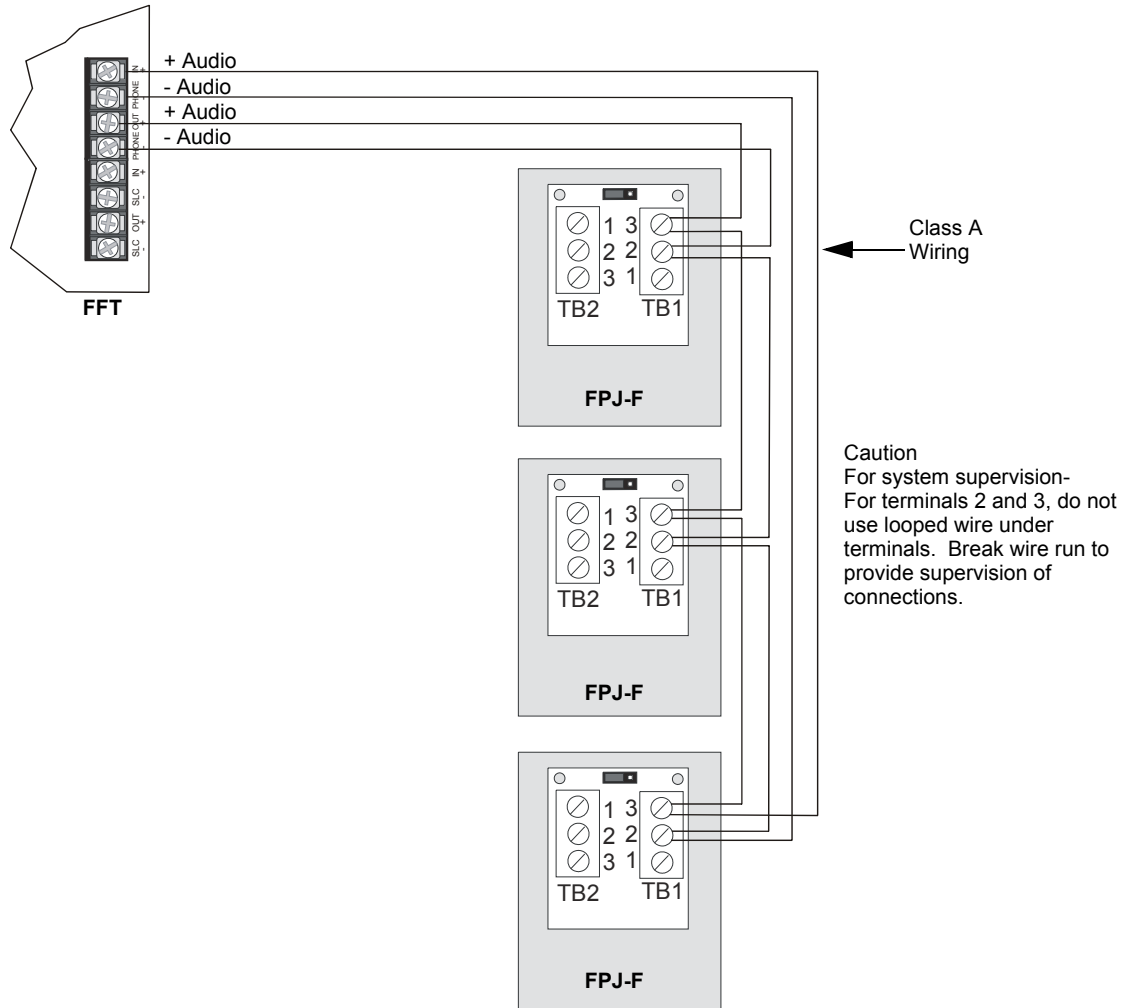 + Audio
- Audio
+ Audio
- Audio
IN +
PHONE -
OUT +
PHONE -
IN +
SLC -
OUT +
SLC -
FFT
Class A
Wiring
1 3
2 2
3 1
TB2 TB1
FPJ-F
Caution
For system supervision-
For terminals 2 and 3, do not
use looped wire under
terminals. Break wire run to
provide supervision of
connections.
1 3
2 2
3 1
TB2 TB1
FPJ-F
1 3
2 2
3 1
TB2 TB1
FPJ-F